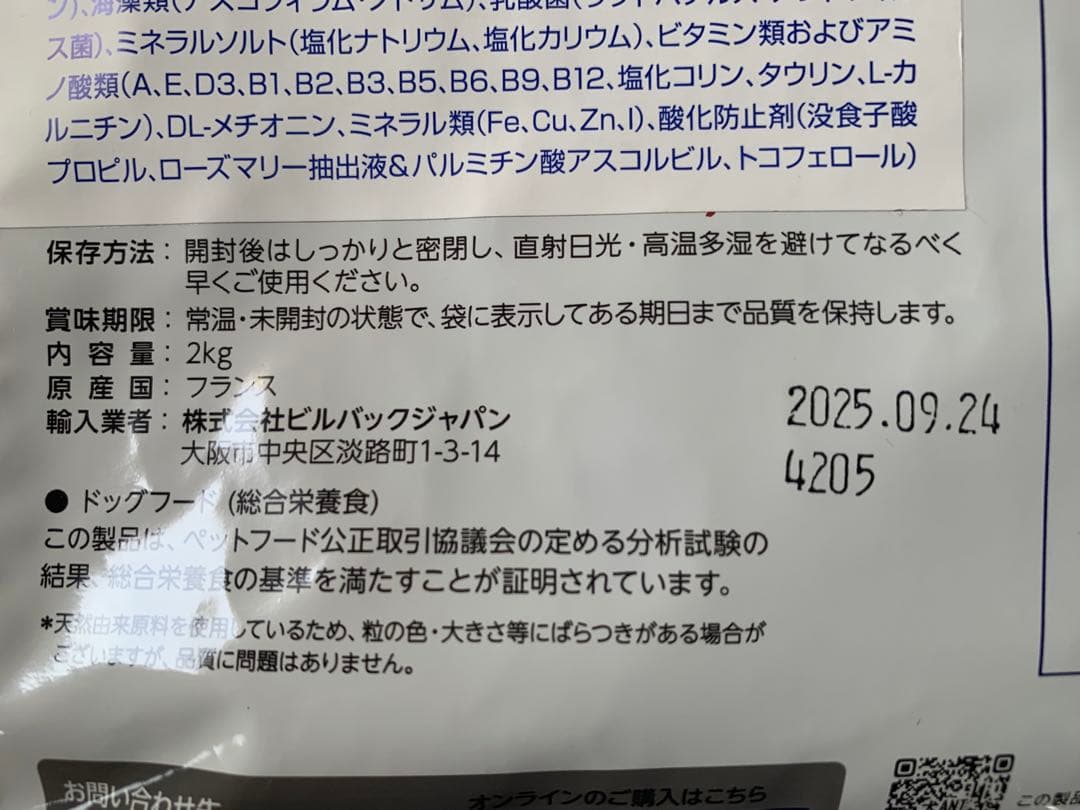 ス菌)、ミネラルソルト(塩化ナトリウム、塩化カリウム)、ビタミン類およびアミ
ノ酸類(A、E、D3、B1、B2、B3、B5、B6、B9、B12、塩化コリン、タウリン、L-カ
ルニチン)、DL-メチオニン、ミネラル類(Fe、Cu、Zn、I)、酸化防止剤(没食子酸
プロピル、ローズマリー抽出液&パルミチン酸アスコルビル、トコフェロール)
保存方法：開封後はしっかりと密閉し、直射日光・高温多湿を避けてなるべく
早くご使用ください。
賞味期限：常温・未開封の状態で、袋に表示してある期日まで品質を保持します。
内容量：2kg
原産国：フランス
輸入業者：株式会社ビルバックジャパン
大阪市中央区淡路町1-3-14
2025.09.24
4205
● ドッグフード (総合栄養食)
この製品は、ペットフード公正取引協議会の定める分析試験の
結果、総合栄養食の基準を満たすことが証明されています。
*天然由来原料を使用しているため、粒の色・大きさ等にばらつきがある場合が
ございますが、品質に問題はありません。
お問い合わせ先
オンラインのご購入はこちら
この製品